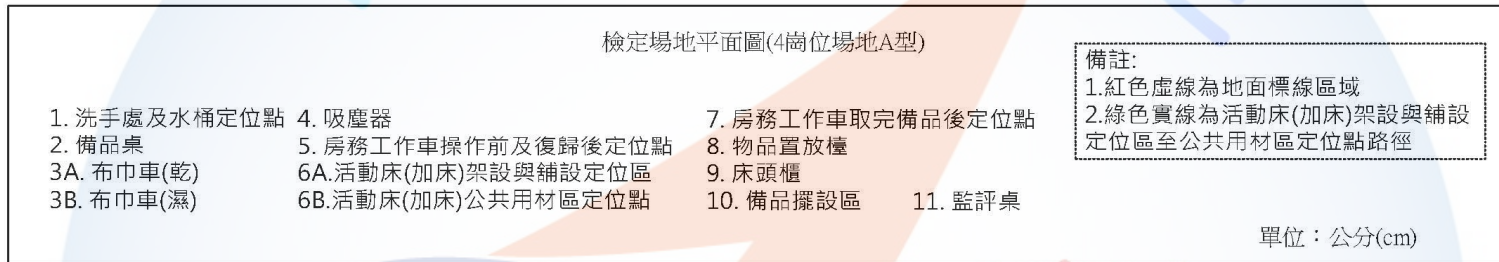 檢定場地平面圖(4崗位場地A型)
備註:
1.紅色虛線為地面標線區域
2.綠色實線為活動床(加床)架設與舖設
定位區至公共用材區定位點路徑
1. 洗手處及水桶定位點 4. 吸塵器 7. 房務工作車取完備品後定位點
2. 備品桌 5. 房務工作車操作前及復歸後定位點 8. 物品置放檯
3A. 布巾車(乾) 6A.活動床(加床)架設與舖設定位區 9. 床頭櫃
3B. 布巾車(濕) 6B.活動床(加床)公共用材區定位點 10. 備品擺設區 11. 監評桌
單位：公分(cm)